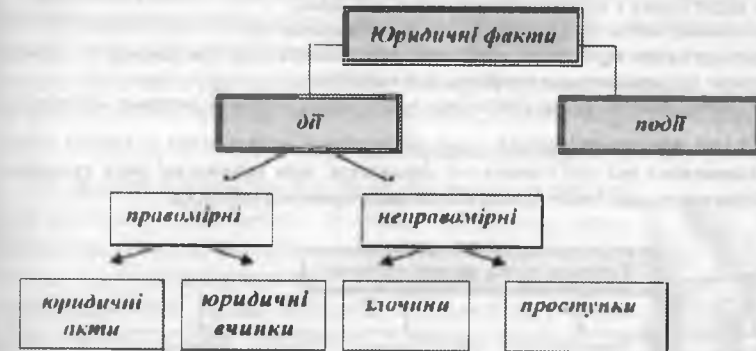 Юридичні факти
дії
події
правомірні
неправомірні
юридичні
акти
юридичні
вчинки
злочини
проступки